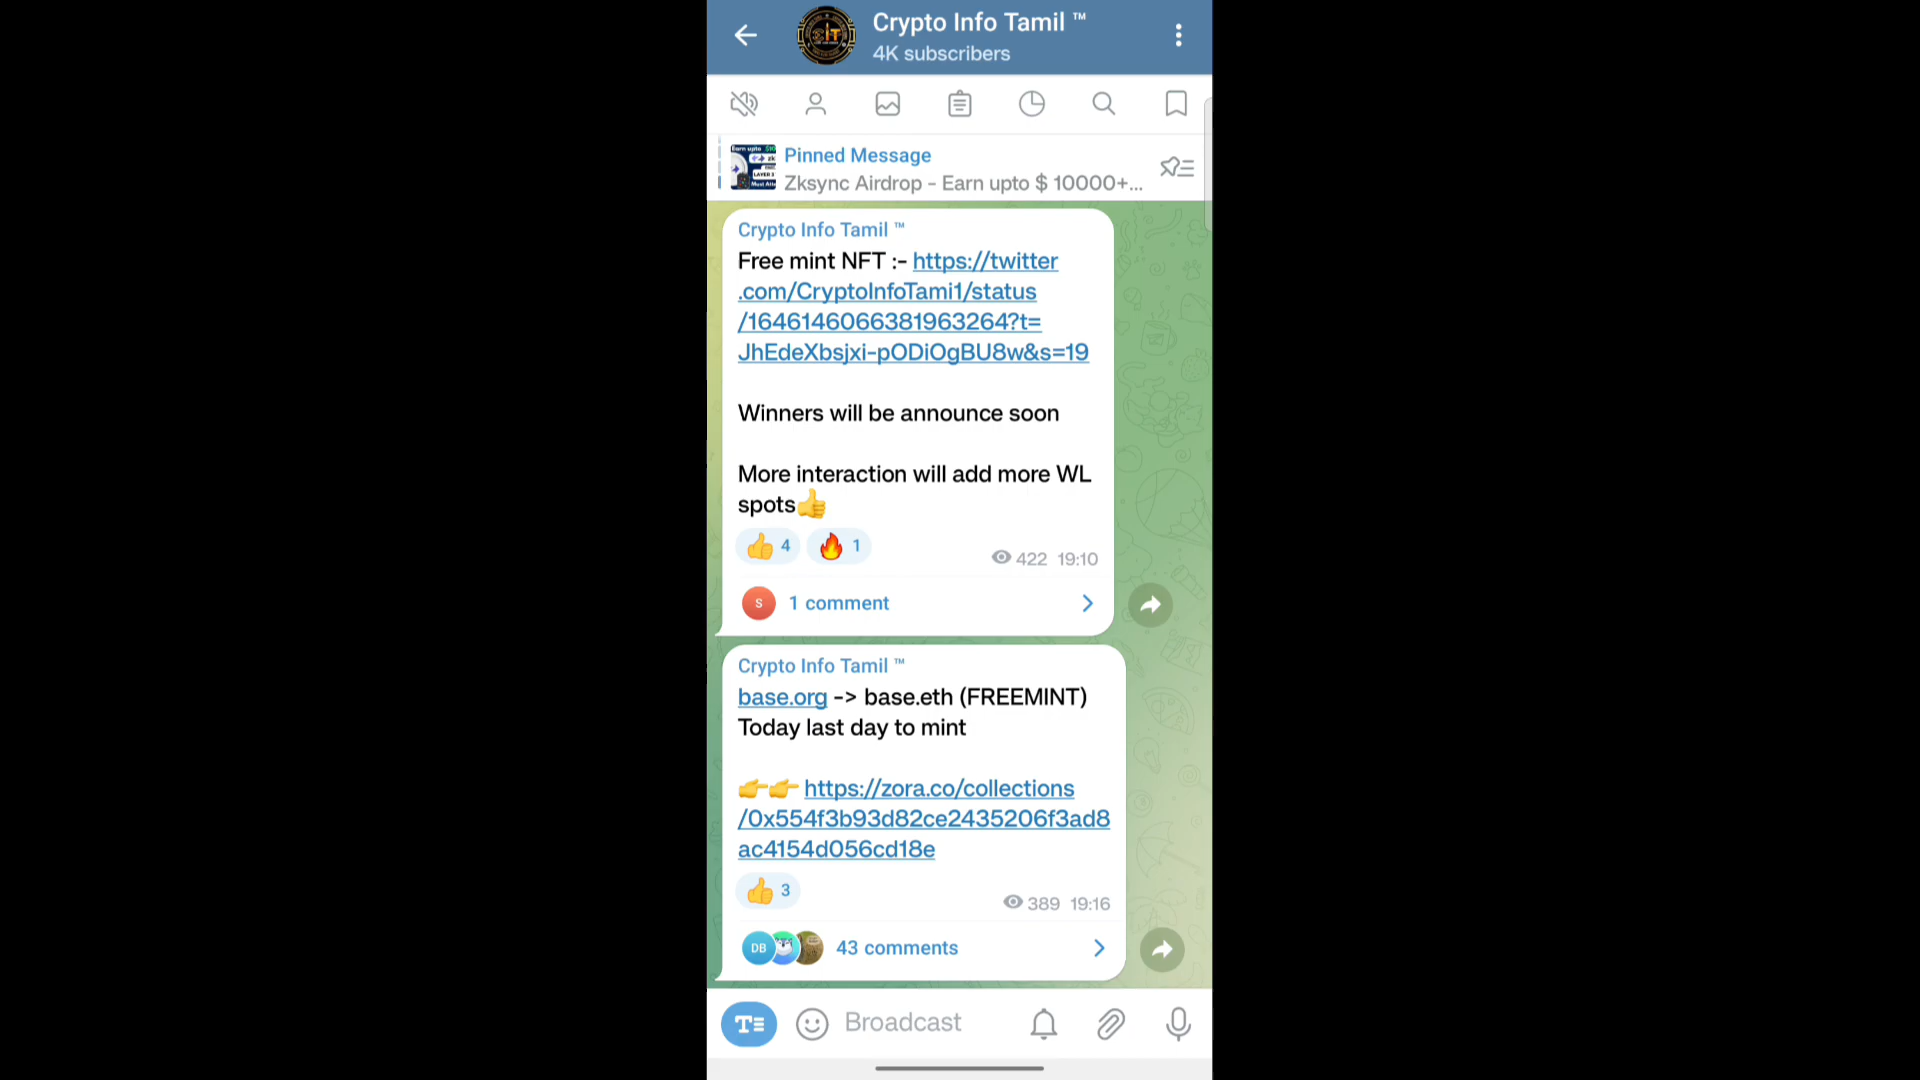 Crypto Info Tamil ™
4K subscribers
Pinned Message
Zksync Airdrop - Earn upto $ 10000+...
Crypto Info Tamil ™
Free mint NFT :- https://twitter
.com/CryptoInfoTami1/status
/1646146066381963264?t=
JhEdeXbsjxi-pODiOgBU8w&s=19
Winners will be announce soon
More interaction will add more WL
spots👍
👍 4 🔥 1
422 19:10
S 1 comment
Crypto Info Tamil ™
base.org -> base.eth (FREEMINT)
Today last day to mint
👉👉 https://zora.co/collections
/0x554f3b93d82ce2435206f3ad8
ac4154d056cd18e
👍 3
389 19:16
DB 43 comments
Broadcast